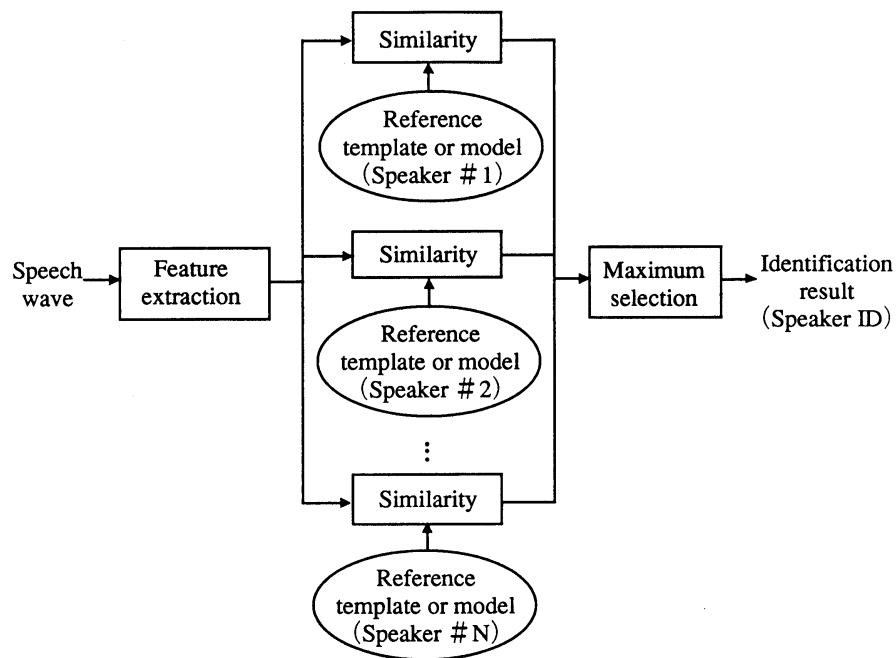 Similarity
Reference
template or model
(Speaker #1)
Speech
wave
Feature
extraction
Similarity
Reference
template or model
(Speaker #2)
Maximum
selection
Identification
result
(Speaker ID)
⋮
Similarity
Reference
template or model
(Speaker #N)